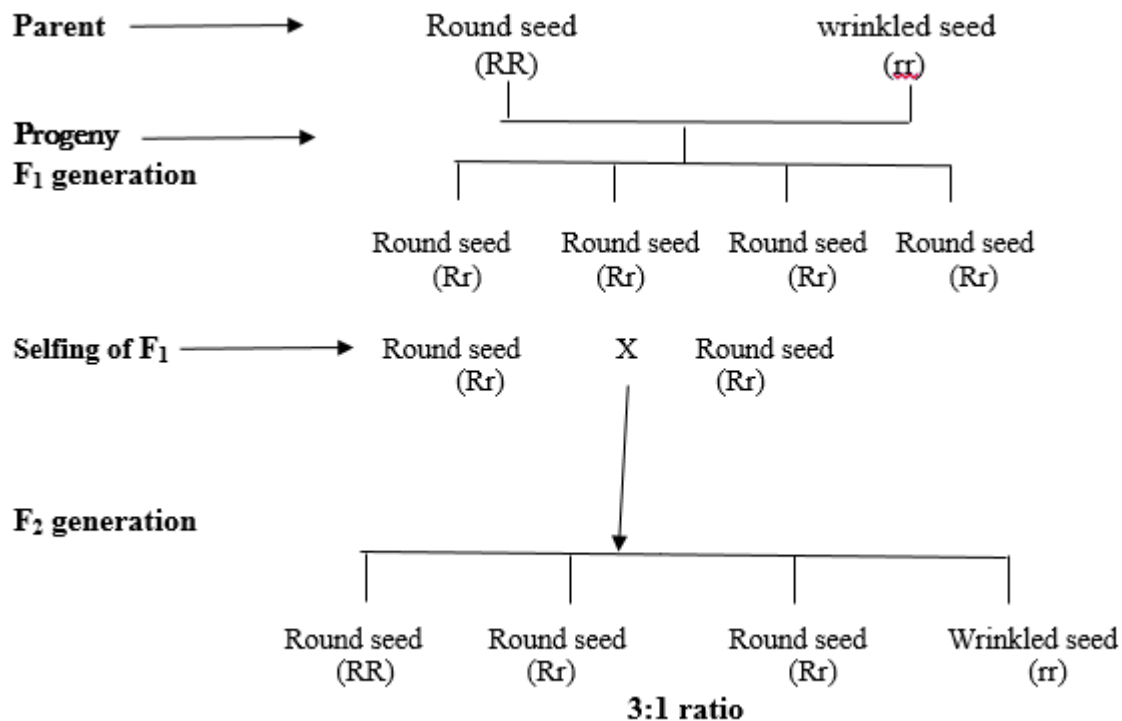 Parent Round seed wrinkled seed
(RR) (rr)
Progeny
F₁ generation
Round seed Round seed Round seed Round seed
(Rr) (Rr) (Rr) (Rr)
Selfing of F₁ Round seed X Round seed
(Rr) (Rr)
F₂ generation
Round seed Round seed Round seed Wrinkled seed
(RR) (Rr) (Rr) (rr)
3:1 ratio